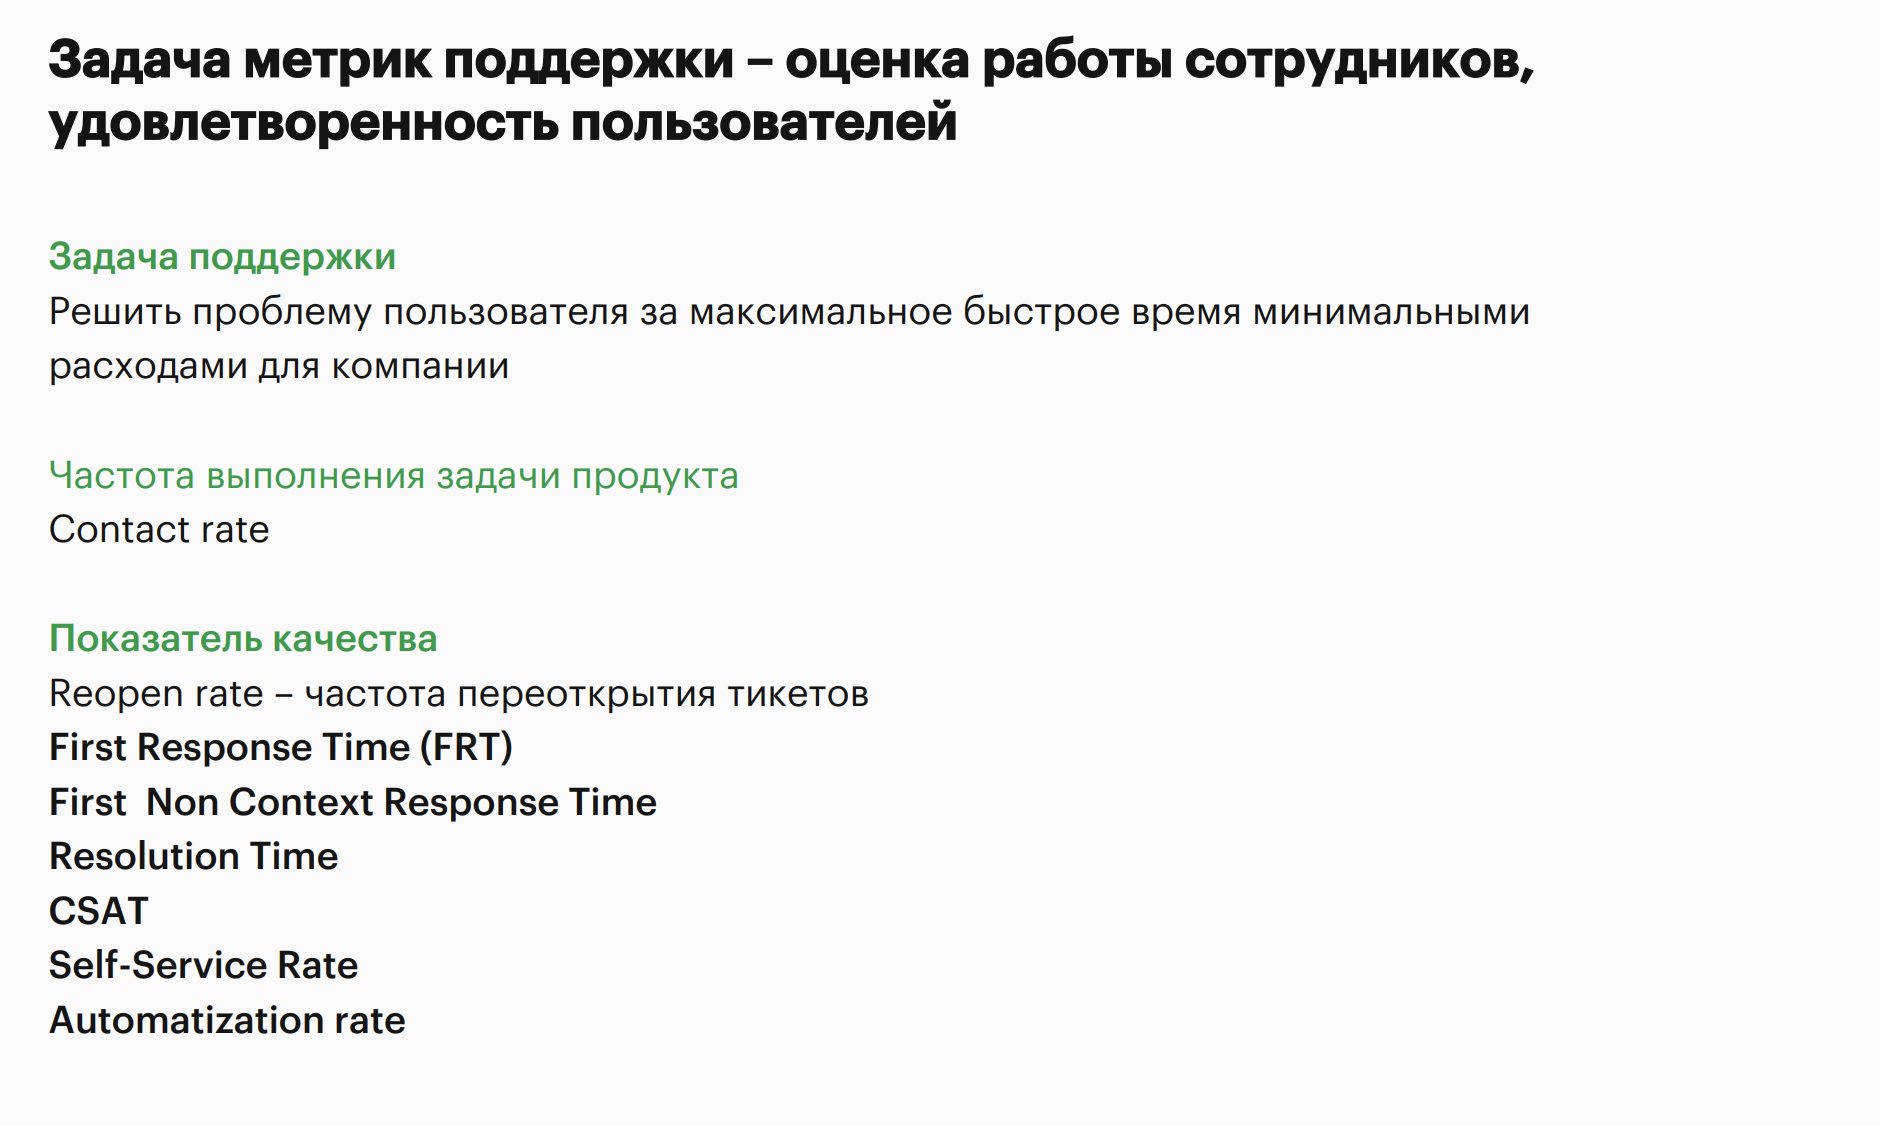 Задача метрик поддержки – оценка работы сотрудников,
удовлетворенность пользователей
Задача поддержки
Решить проблему пользователя за максимальное быстрое время минимальными
расходами для компании
Частота выполнения задачи продукта
Contact rate
Показатель качества
Reopen rate – частота переоткрытия тикетов
First Response Time (FRT)
First  Non Context Response Time
Resolution Time
CSAT
Self-Service Rate
Automatization rate